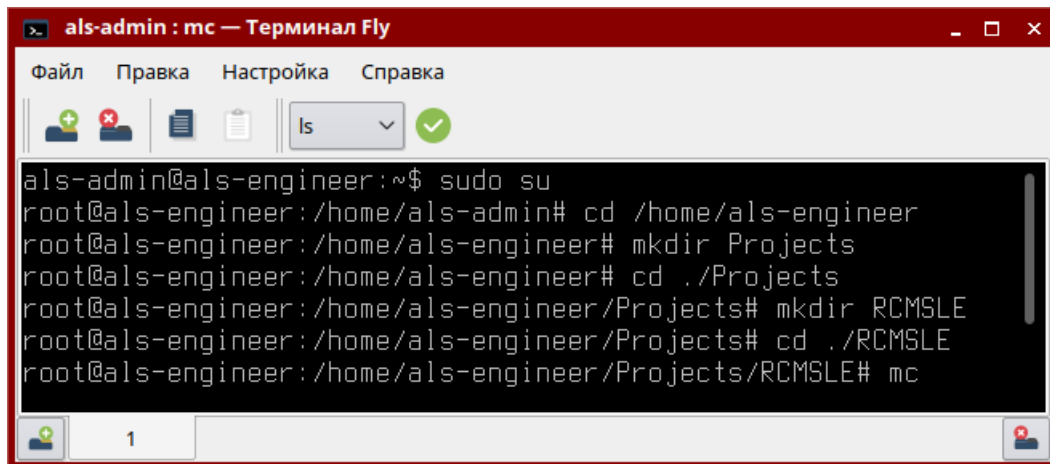 als-admin : mc — Терминал Fly
Файл Правка Настройка Справка
ls
als-admin@als-engineer:~$ sudo su
root@als-engineer:/home/als-admin# cd /home/als-engineer
root@als-engineer:/home/als-engineer# mkdir Projects
root@als-engineer:/home/als-engineer# cd ./Projects
root@als-engineer:/home/als-engineer/Projects# mkdir RCMSLE
root@als-engineer:/home/als-engineer/Projects# cd ./RCMSLE
root@als-engineer:/home/als-engineer/Projects/RCMSLE# mc
1